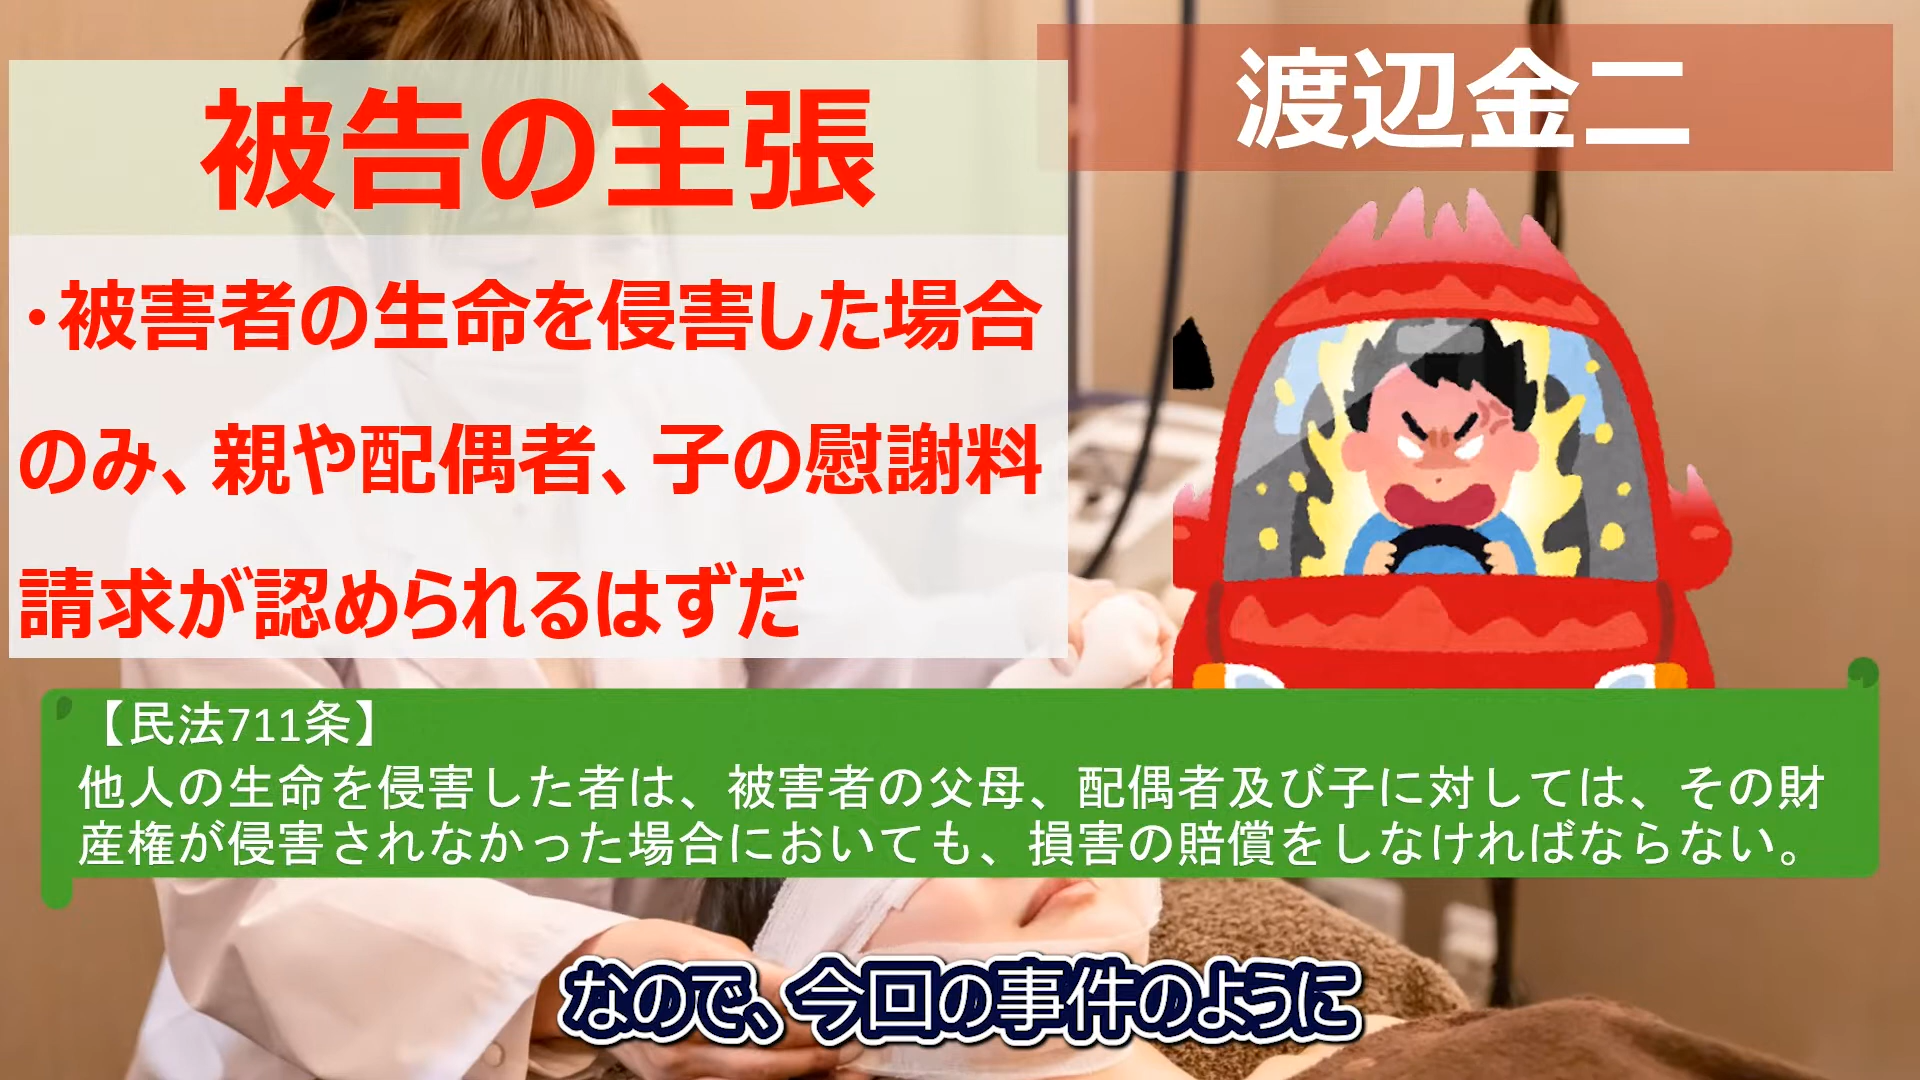 被告の主張
渡辺金二
・被害者の生命を侵害した場合
のみ、親や配偶者、子の慰謝料
請求が認められるはずだ
【民法711条】
他人の生命を侵害した者は、被害者の父母、配偶者及び子に対しては、その財
産権が侵害されなかった場合においても、損害の賠償をしなければならない。
なので、今回の事件のように